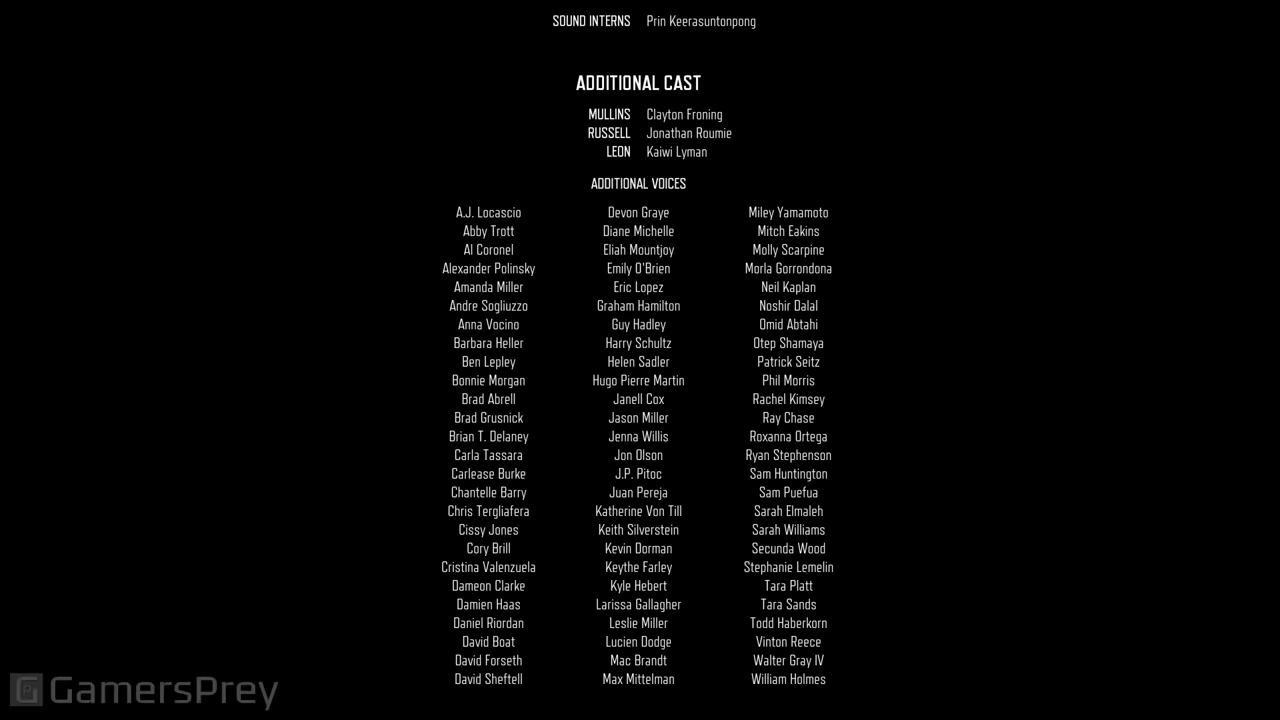 SOUND INTERNS Prin Keerasuntonpong
ADDITIONAL CAST
MULLINS Clayton Froning
RUSSELL Jonathan Roumie
LEON Kaiwi Lyman
ADDITIONAL VOICES
A.J. Locascio Devon Graye Miley Yamamoto
Abby Trott Diane Michelle Mitch Eakins
Al Coronel Eliah Mountjoy Molly Scarpine
Alexander Polinsky Emily O'Brien Morla Gorrondona
Amanda Miller Eric Lopez Neil Kaplan
Andre Sogliuzzo Graham Hamilton Noshir Dalal
Anna Vocino Guy Hadley Omid Abtahi
Barbara Heller Harry Schultz Otep Shamaya
Ben Lepley Helen Sadler Patrick Seitz
Bonnie Morgan Hugo Pierre Martin Phil Morris
Brad Abrell Janell Cox Rachel Kimsey
Brad Grusnick Jason Miller Ray Chase
Brian T. Delaney Jenna Willis Roxanna Ortega
Carla Tassara Jon Olson Ryan Stephenson
Carlease Burke J.P. Pitoc Sam Huntington
Chantelle Barry Juan Pereja Sam Puefua
Chris Tergliafera Katherine Von Till Sarah Elmaleh
Cissy Jones Keith Silverstein Sarah Williams
Cory Brill Kevin Dorman Secunda Wood
Cristina Valenzuela Keythe Farley Stephanie Lemelin
Dameon Clarke Kyle Hebert Tara Platt
Damien Haas Larissa Gallagher Tara Sands
Daniel Riordan Leslie Miller Todd Haberkorn
David Boat Lucien Dodge Vinton Reece
David Forseth Mac Brandt Walter Gray IV
David Sheftell Max Mittelman William Holmes
GamersPrey